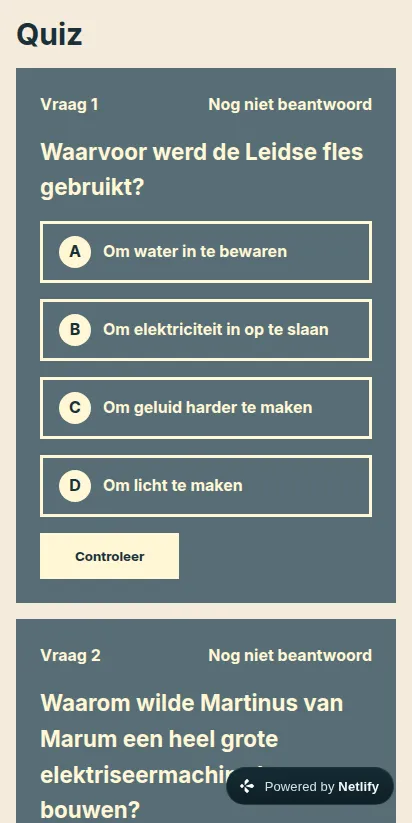 Quiz
Vraag 1
Nog niet beantwoord
Waarvoor werd de Leidse fles
gebruikt?
A Om water in te bewaren
B Om elektriciteit in op te slaan
C Om geluid harder te maken
D Om licht te maken
Controleer
Vraag 2
Nog niet beantwoord
Waarom wilde Martinus van
Marum een heel grote
bouwen?
Powered by Netlify